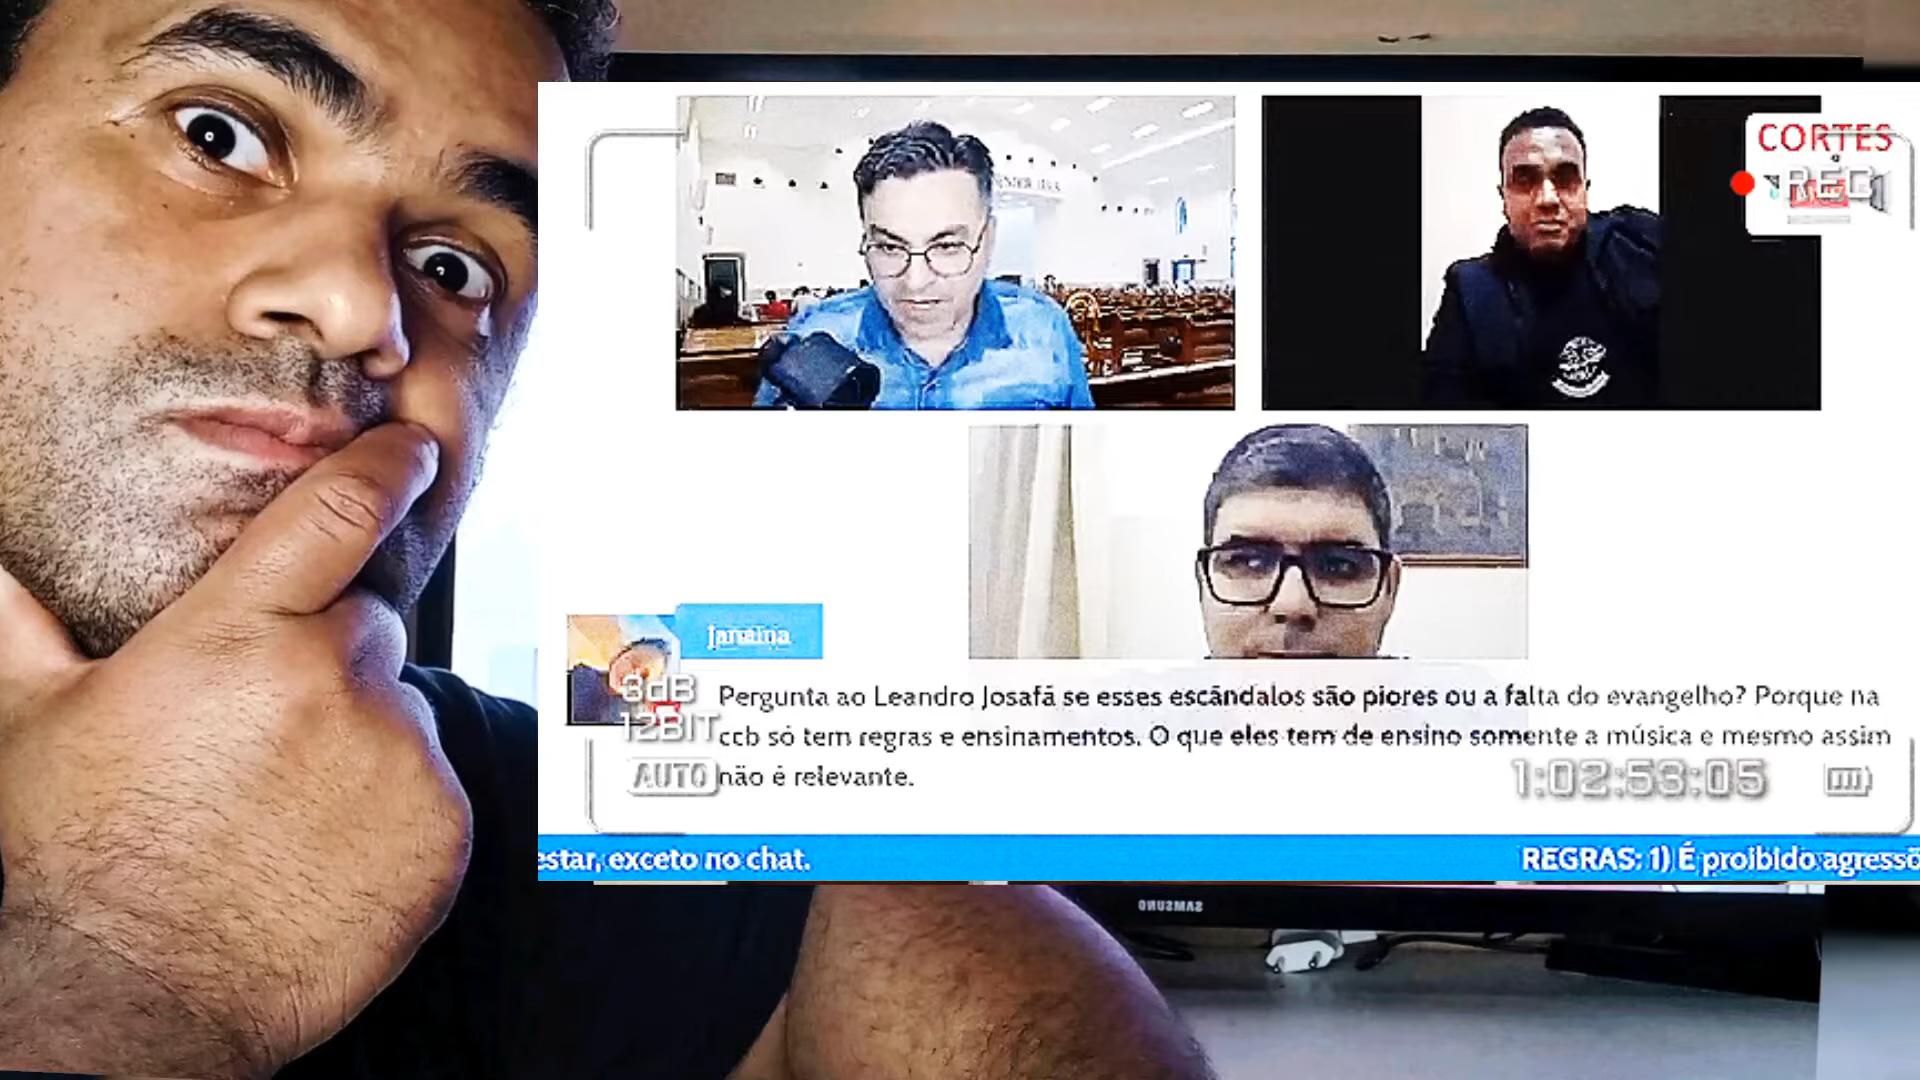 CORTES
REC
Janaina
3dB
12BIT
AUTO
Pergunta ao Leandro Josafá se esses escândalos são piores ou a falta do evangelho? Porque na
ccb só tem regras e ensinamentos. O que eles tem de ensino somente a música e mesmo assim
não é relevante.
1:02:53:05
estar, exceto no chat.
REGRAS: 1) É proibido agressõ
SAMSUNG